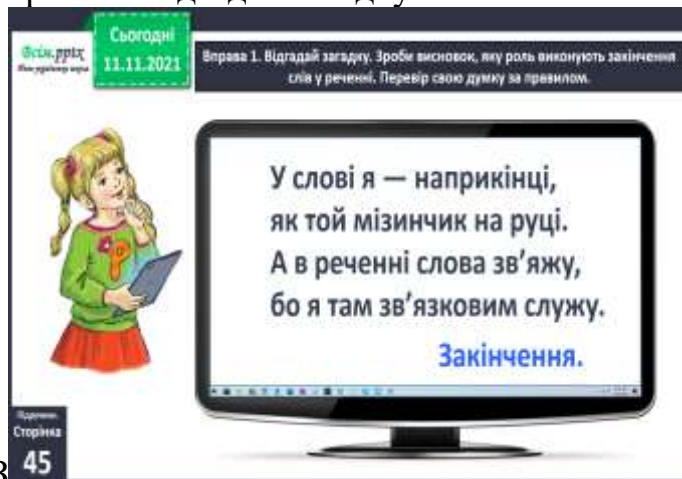 Всім.pptx
Сьогодні
11.11.2021
Вправа 1. Відгадай загадку. Зроби висновок, яку роль виконують закінчення
слів у реченні. Перевір свою думку за правилом.
У слові я — наприкінці,
як той мізинчик на руці.
А в реченні слова зв'яжу,
бо я там зв'язковим служу.
Закінчення.
Підручник.
Сторінка
45